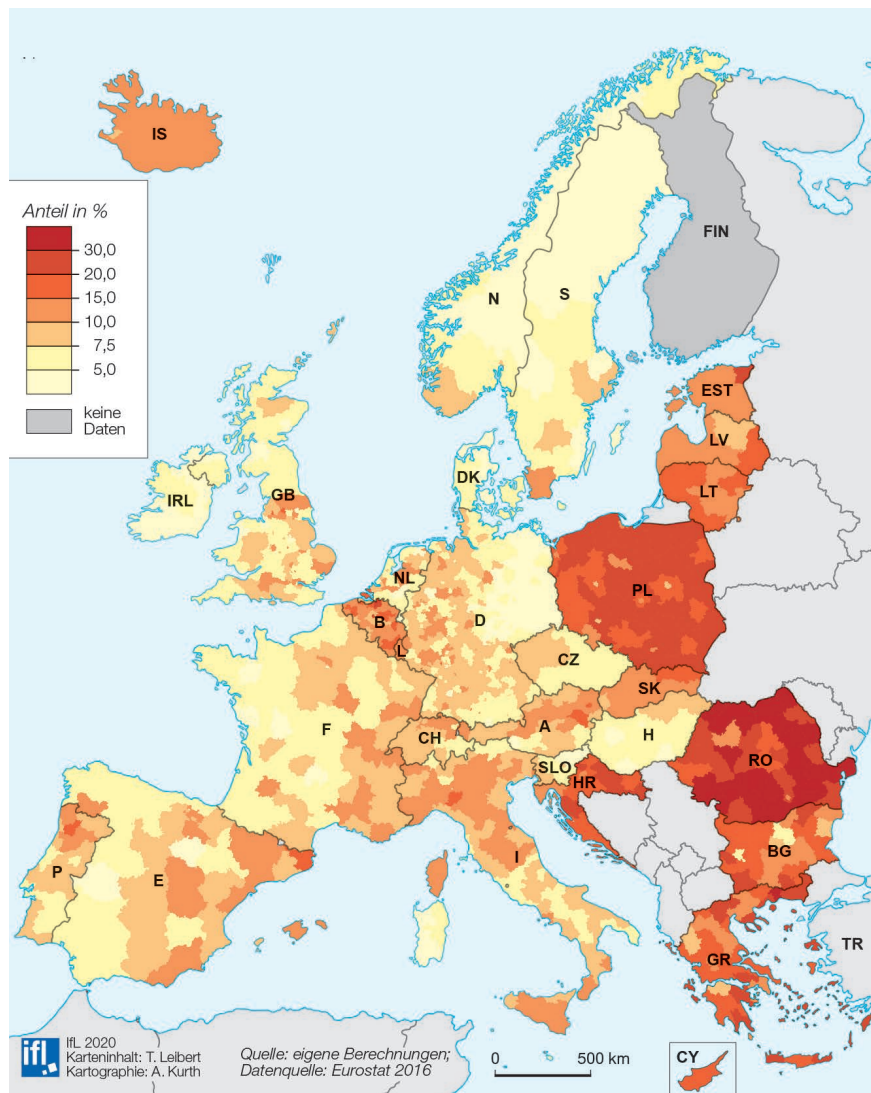 IS
Anteil in %
30,0
20,0
15,0
10,0
7,5
5,0
keine
Daten
N
S
FIN
EST
LV
LT
DK
IRL
GB
NL
B
L
D
PL
CZ
SK
F
CH
A
H
SLO
HR
RO
BG
P
E
I
GR
TR
CY
ifl
IfL 2020
Karteninhalt: T. Leibert
Kartographie: A. Kurth
Quelle: eigene Berechnungen;
Datenquelle: Eurostat 2016
0 500 km